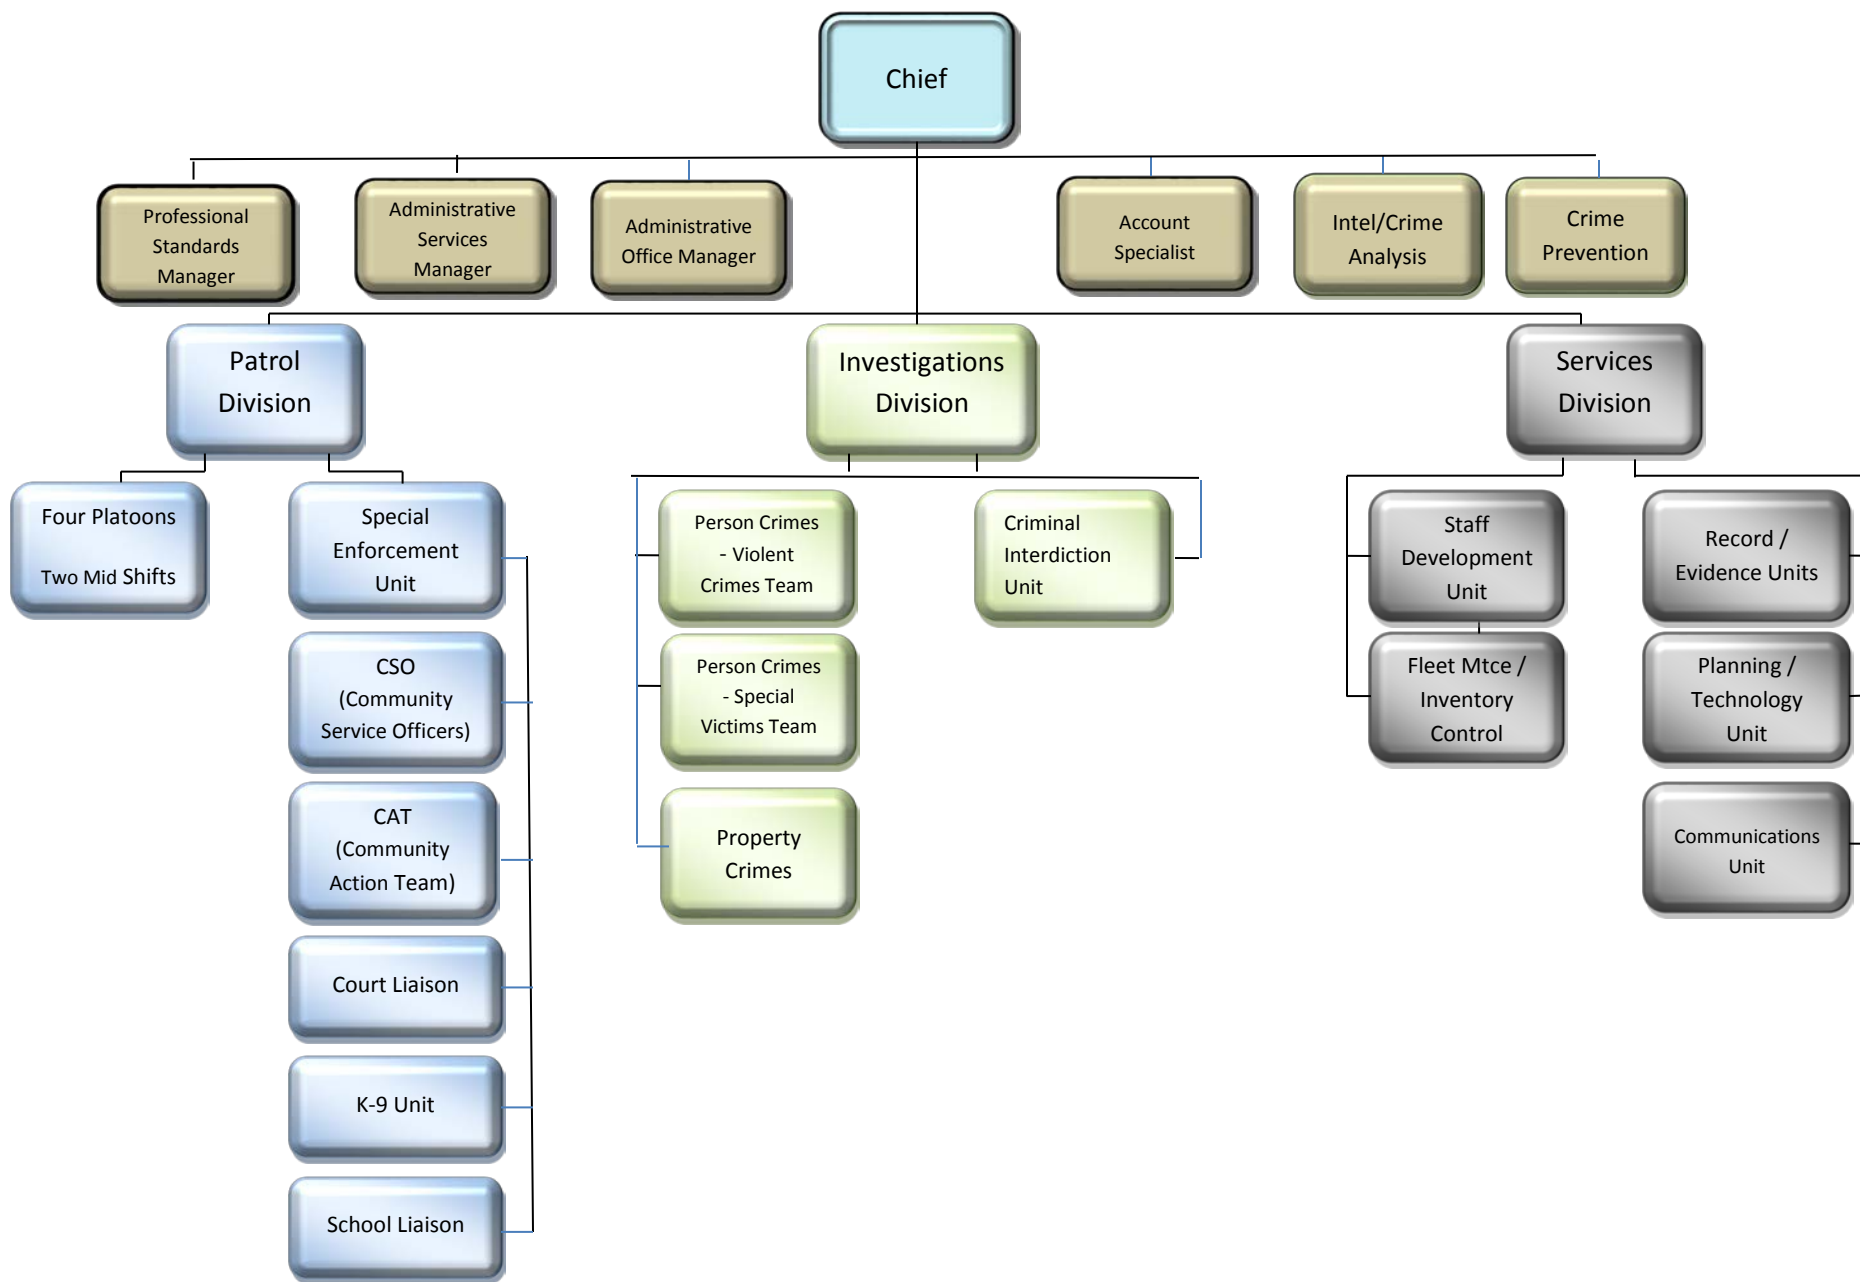 Chief
Professional
Standards
Manager
Administrative
Services
Manager
Administrative
Office Manager
Account
Specialist
Intel/Crime
Analysis
Crime
Prevention
Patrol
Division
Investigations
Division
Services
Division
Four Platoons
Two Mid Shifts
Special
Enforcement
Unit
CSO
(Community
Service Officers)
CAT
(Community
Action Team)
Court Liaison
K-9 Unit
School Liaison
Person Crimes
- Violent
Crimes Team
Person Crimes
- Special
Victims Team
Property
Crimes
Criminal
Interdiction
Unit
Staff
Development
Unit
Fleet Mtce /
Inventory
Control
Record /
Evidence Units
Planning /
Technology
Unit
Communications
Unit